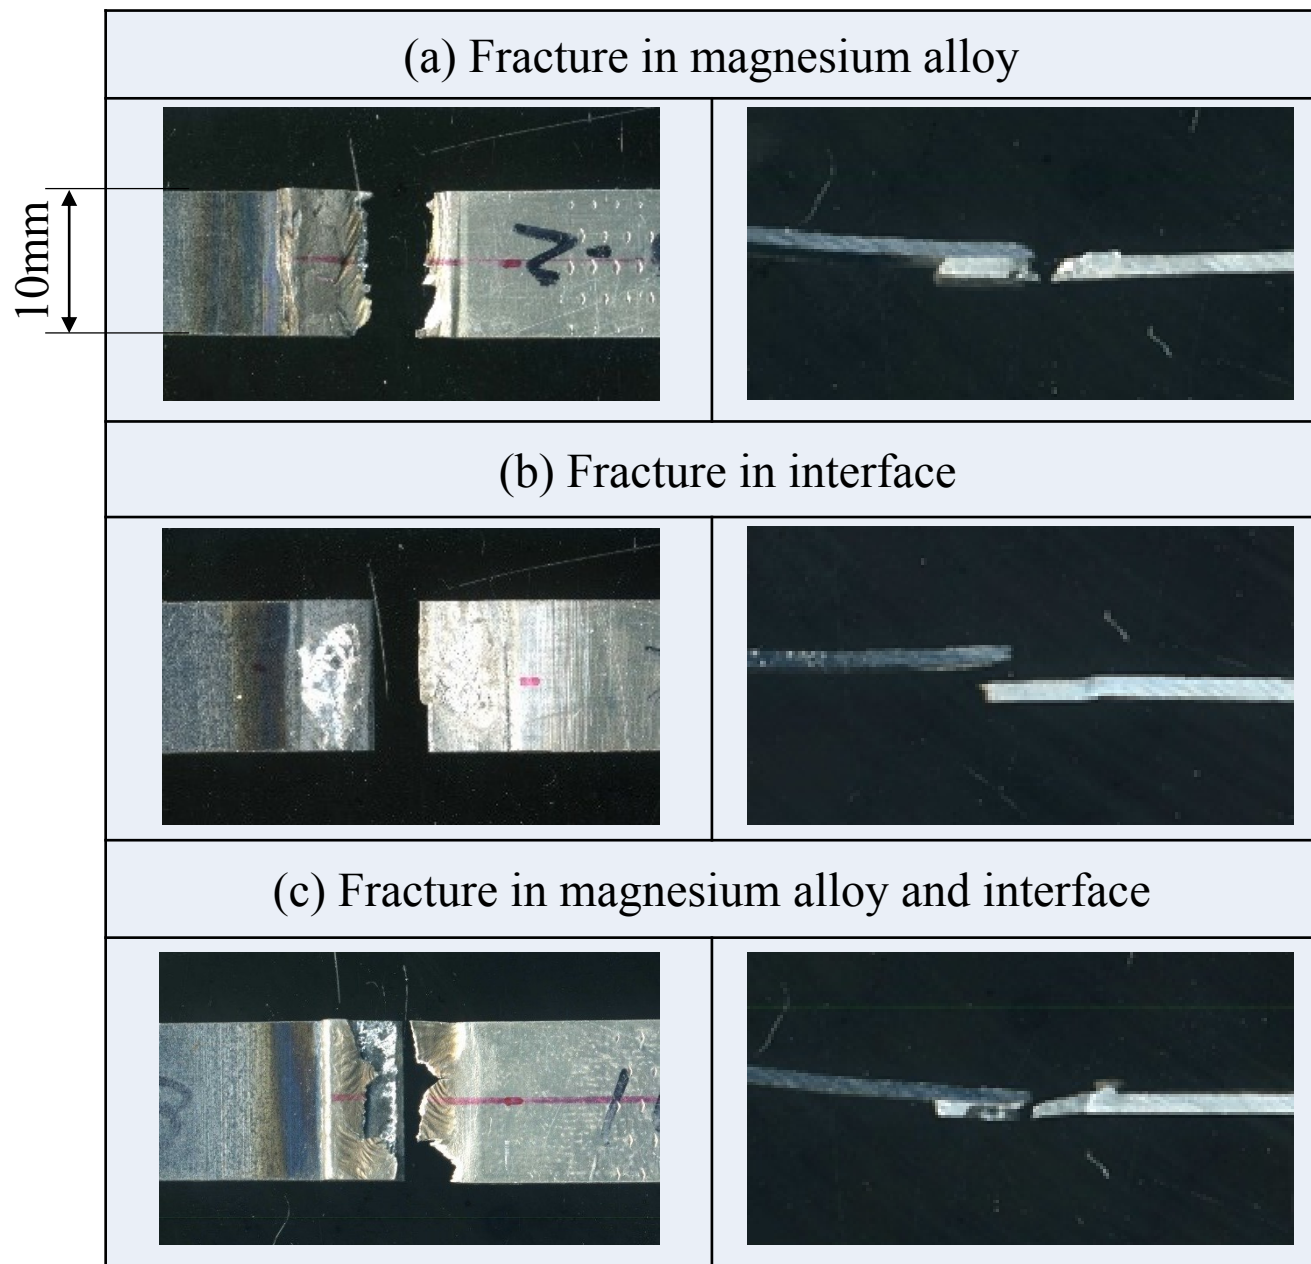 (a) Fracture in magnesium alloy
10mm
(b) Fracture in interface
(c) Fracture in magnesium alloy and interface